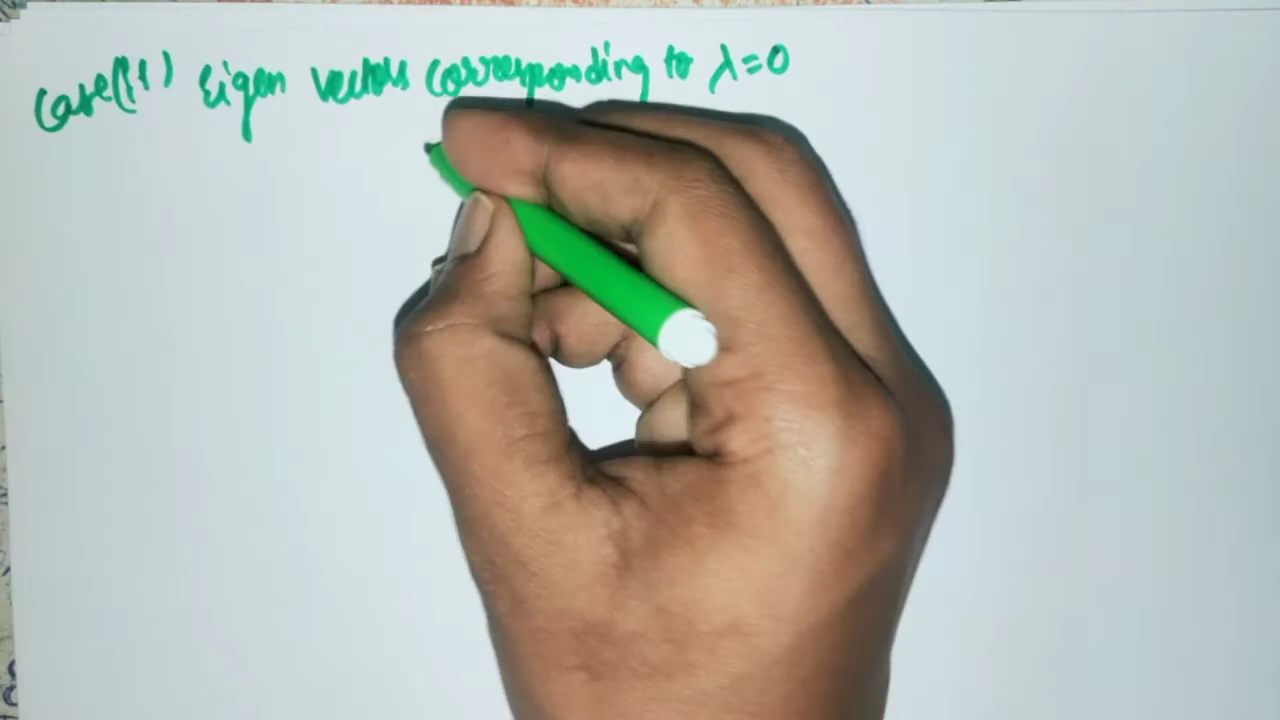 Case(ii) Eigen vectors corresponding to λ=0